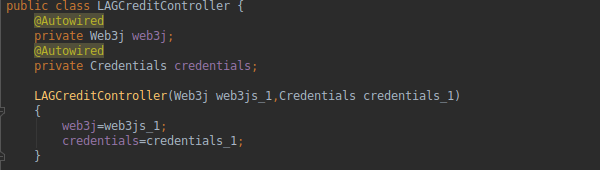 public class LAGCreditController {
@Autowired
private Web3j web3j;
@Autowired
private Credentials credentials;
LAGCreditController(Web3j web3js_1,Credentials credentials_1)
{
web3j=web3js_1;
credentials=credentials_1;
}